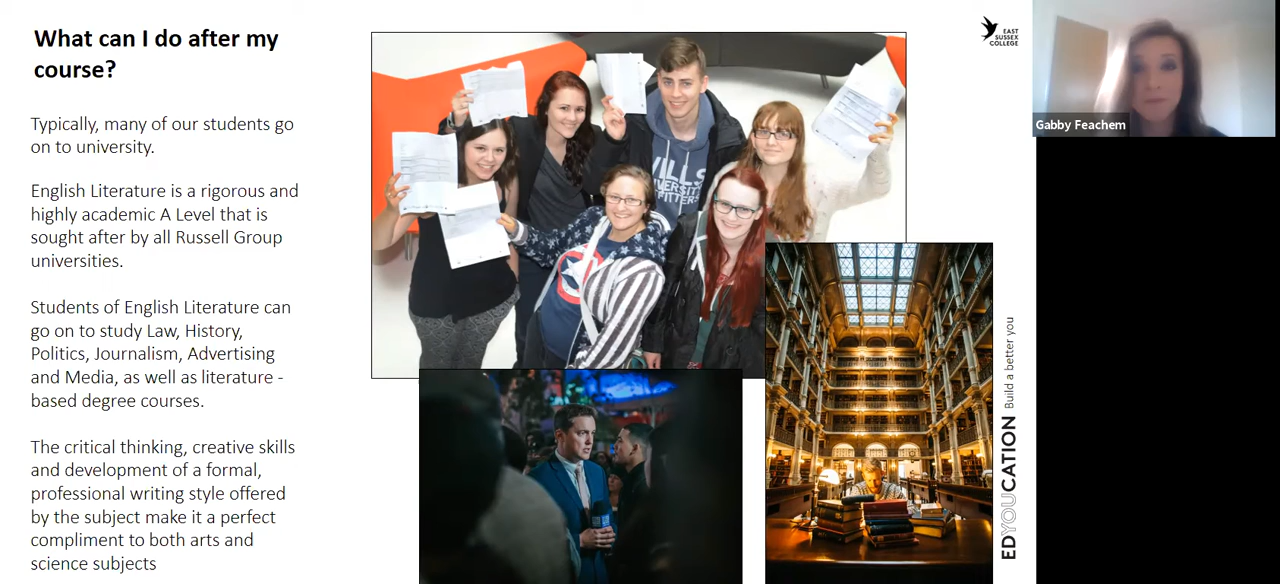 What can I do after my
course?
Typically, many of our students go
on to university.
English Literature is a rigorous and
highly academic A Level that is
sought after by all Russell Group
universities.
Students of English Literature can
go on to study Law, History,
Politics, Journalism, Advertising
and Media, as well as literature -
based degree courses.
The critical thinking, creative skills
and development of a formal,
professional writing style offered
by the subject make it a perfect
compliment to both arts and
science subjects
EAST
SUSSEX
COLLEGE
Gabby Feachem
EDYOUCATION Build a better you